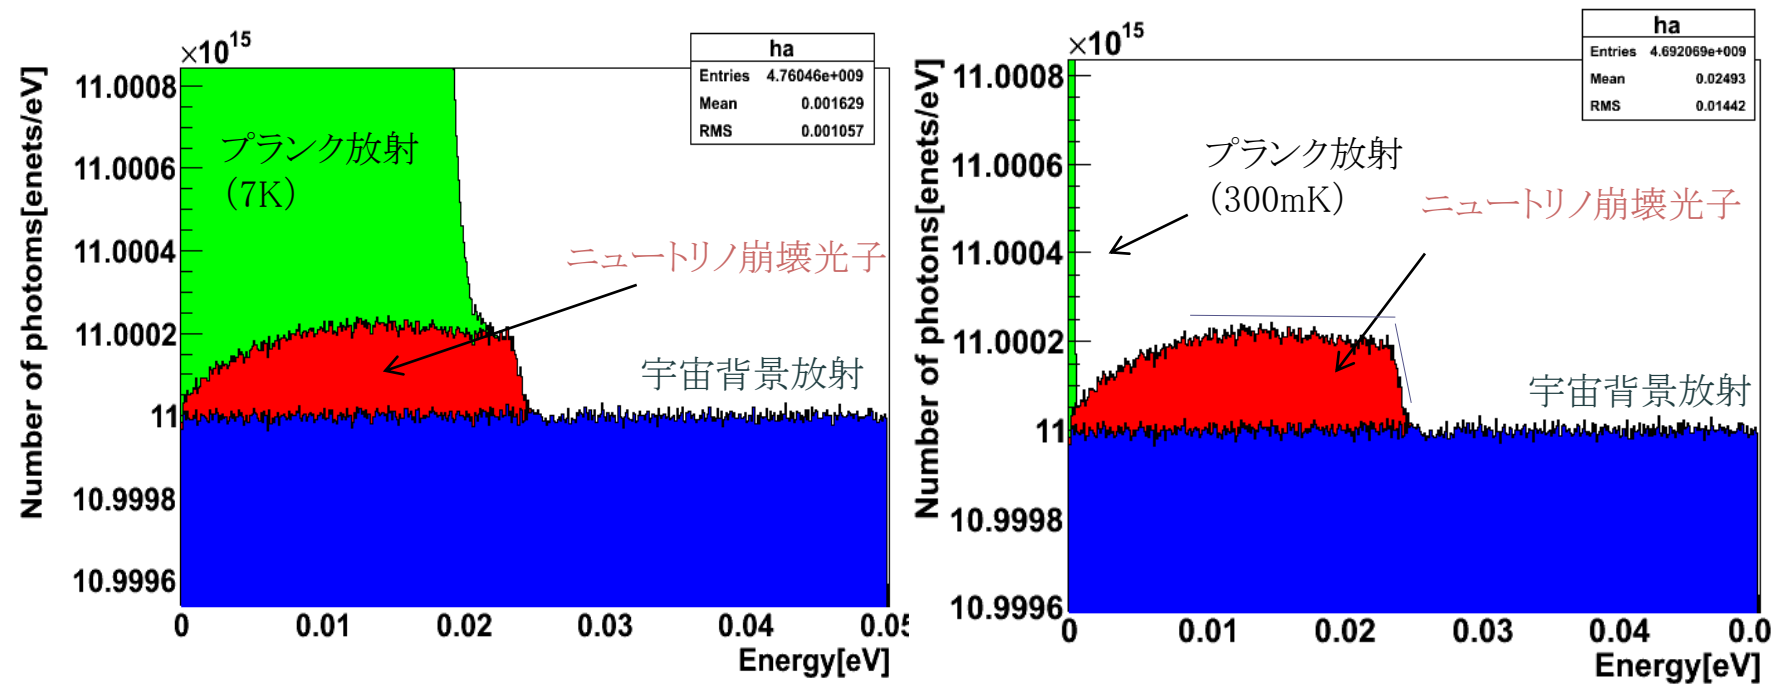 ×10¹⁵
ha
Entries 4.76046e+009
Mean 0.001629
RMS 0.001057
Number of photoms[enets/eV]
11.0008
11.0006
11.0004
11.0002
11
10.9998
10.9996
プランク放射
(7K)
ニュートリノ崩壊光子
宇宙背景放射
0 0.01 0.02 0.03 0.04 0.05
Energy[eV]
×10¹⁵
ha
Entries 4.692069e+009
Mean 0.02493
RMS 0.01442
Number of photons[enets/eV]
11.0008
11.0006
11.0004
11.0002
11
10.9998
10.9996
プランク放射
(300mK)
ニュートリノ崩壊光子
宇宙背景放射
0 0.01 0.02 0.03 0.04 0.0
Energy[eV]